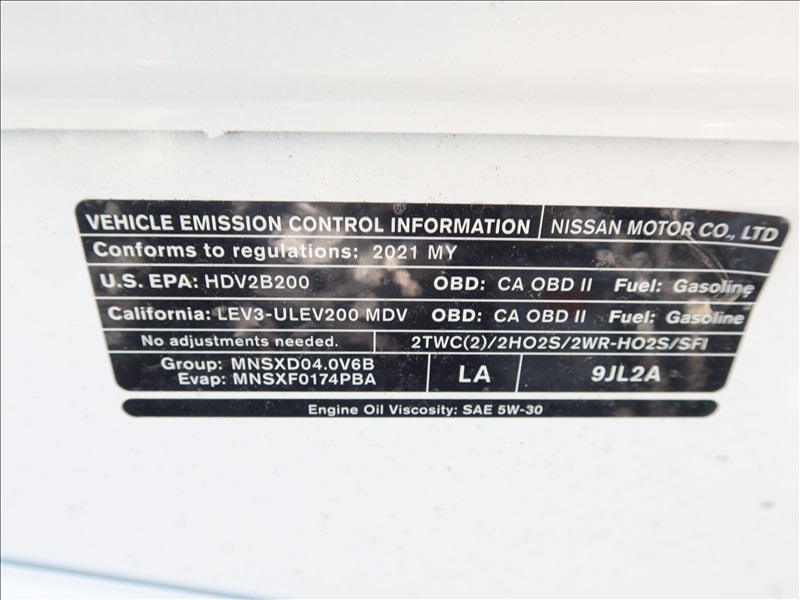 VEHICLE EMISSION CONTROL INFORMATION NISSAN MOTOR CO., LTD
Conforms to regulations: 2021 MY
U.S. EPA: HDV2B200 OBD: CA OBD II Fuel: Gasoline
California: LEV3-ULEV200 MDV OBD: CA OBD II Fuel: Gasoline
No adjustments needed. 2TWC(2)/2HO2S/2WR-HO2S/SFI
Group: MNSXD04.0V6B
Evap: MNSXF0174PBA
LA 9JL2A
Engine Oil Viscosity: SAE 5W-30